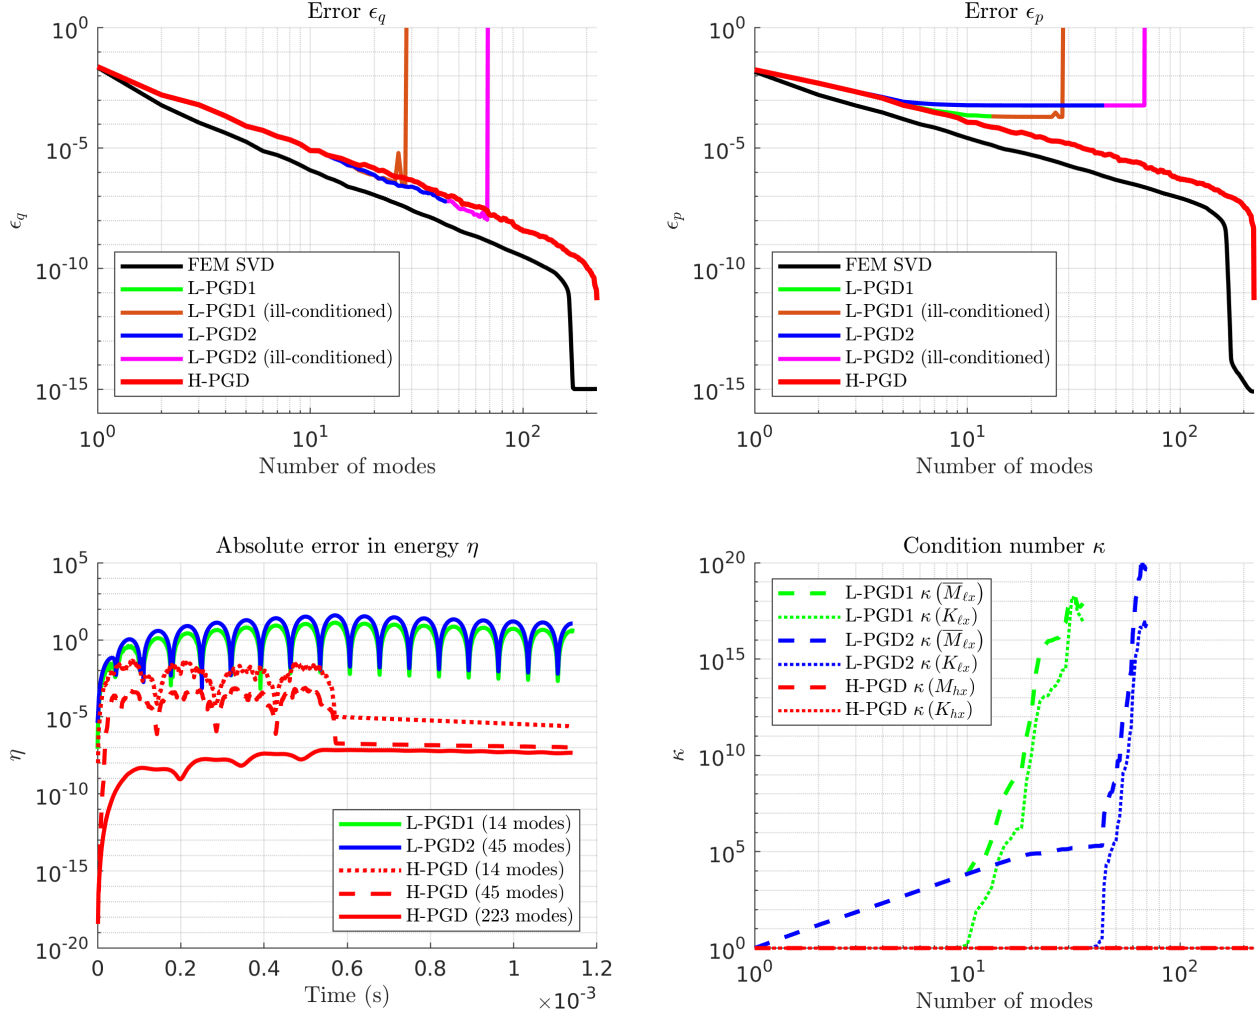 Error ϵq
10^0
10^-5
10^-10
10^-15
ϵq
FEM SVD
L-PGD1
L-PGD1 (ill-conditioned)
L-PGD2
L-PGD2 (ill-conditioned)
H-PGD
10^0 10^1 10^2
Number of modes
Error ϵp
10^0
10^-5
10^-10
10^-15
ϵp
FEM SVD
L-PGD1
L-PGD1 (ill-conditioned)
L-PGD2
L-PGD2 (ill-conditioned)
H-PGD
10^0 10^1 10^2
Number of modes
Absolute error in energy η
10^5
10^0
10^-5
10^-10
10^-15
10^-20
η
L-PGD1 (14 modes)
L-PGD2 (45 modes)
H-PGD (14 modes)
H-PGD (45 modes)
H-PGD (223 modes)
0 0.2 0.4 0.6 0.8 1 1.2
Time (s)
×10^-3
Condition number κ
10^20
10^15
10^10
10^5
10^0
κ
L-PGD1 κ (M̅ℓx)
L-PGD1 κ (Kℓx)
L-PGD2 κ (M̅ℓx)
L-PGD2 κ (Kℓx)
H-PGD κ (Mhx)
H-PGD κ (Khx)
10^0 10^1 10^2
Number of modes